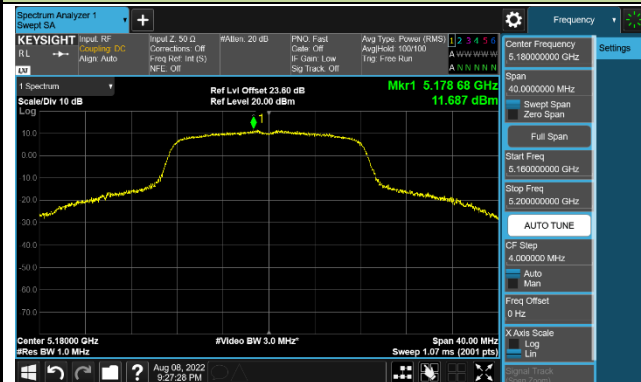 Spectrum Analyzer 1
Swept SA
Frequency
KEYSIGHT
RL
Input: RF
Coupling: DC
Align: Auto
Input Z: 50 Ω
Corrections: Off
Freq Ref: Int (S)
NFE: Off
#Atten: 20 dB
PNO: Fast
Gate: Off
IF Gain: Low
Sig Track: Off
Avg Type: Power (RMS)
Avg|Hold: 100/100
Trig: Free Run
1 2 3 4 5 6
A W W W W W
A N N N N N
1 Spectrum
Scale/Div 10 dB
Log
Ref Lvl Offset 23.60 dB
Ref Level 20.00 dBm
Mkr1 5.178 68 GHz
11.687 dBm
1
10.0
0.00
-10.0
-20.0
-30.0
-40.0
-50.0
-60.0
-70.0
Center 5.18000 GHz
#Res BW 1.0 MHz
#Video BW 3.0 MHz*
Span 40.00 MHz
Sweep 1.07 ms (2001 pts)
Aug 08, 2022
9:27:28 PM
Center Frequency
5.180000000 GHz
Span
40.0000000 MHz
Swept Span
Zero Span
Full Span
Start Freq
5.160000000 GHz
Stop Freq
5.200000000 GHz
AUTO TUNE
CF Step
4.000000 MHz
Auto
Man
Freq Offset
0 Hz
X Axis Scale
Log
Lin
Signal Track
(Span Zoom)
Settings